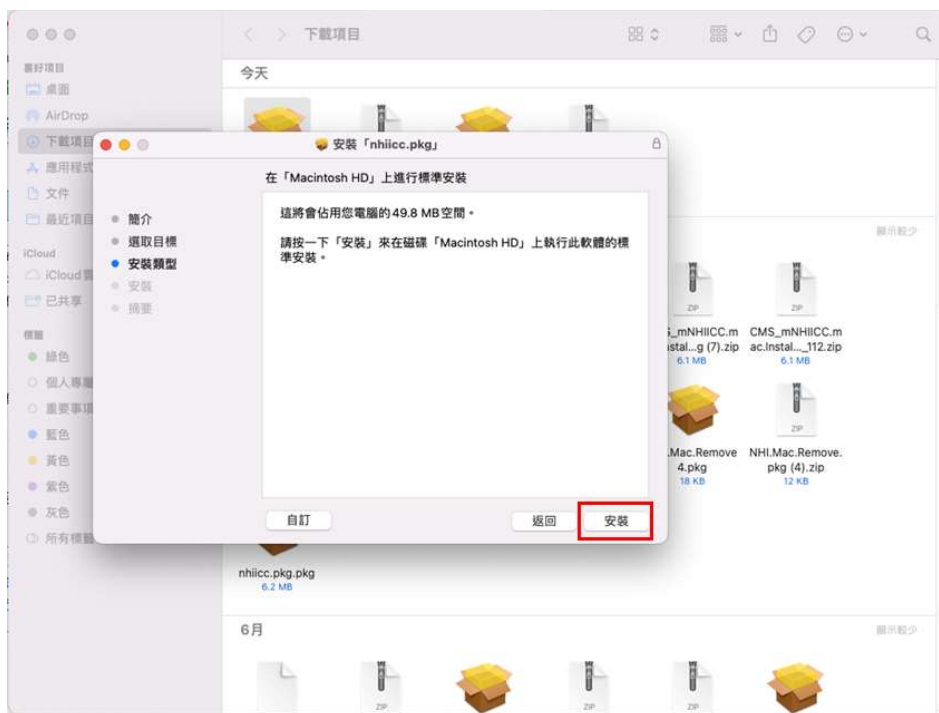 下載項目
喜好項目
桌面
AirDrop
下載項目
應用程式
文件
最近項目
iCloud
iCloud
已共享
標籤
綠色
個人專屬
重要事項
藍色
黃色
紫色
灰色
所有標籤
今天
安裝「nhiicc.pkg」
在「Macintosh HD」上進行標準安裝
簡介
選取目標
安裝類型
安裝
摘要
這將會佔用您電腦的 49.8 MB 空間。
請按一下「安裝」來在磁碟「Macintosh HD」上執行此軟體的標
準安裝。
自訂
返回
安裝
顯示較少
ZIP
ZIP
S_mNHIICC.m
stal...g (7).zip
6.1 MB
CMS_mNHIICC.m
ac.Instal..._112.zip
6.1 MB
ZIP
.Mac.Remove
4.pkg
18 KB
NHI.Mac.Remove.
pkg (4).zip
12 KB
nhiicc.pkg.pkg
6.2 MB
6月
顯示較少
ZIP
ZIP
ZIP